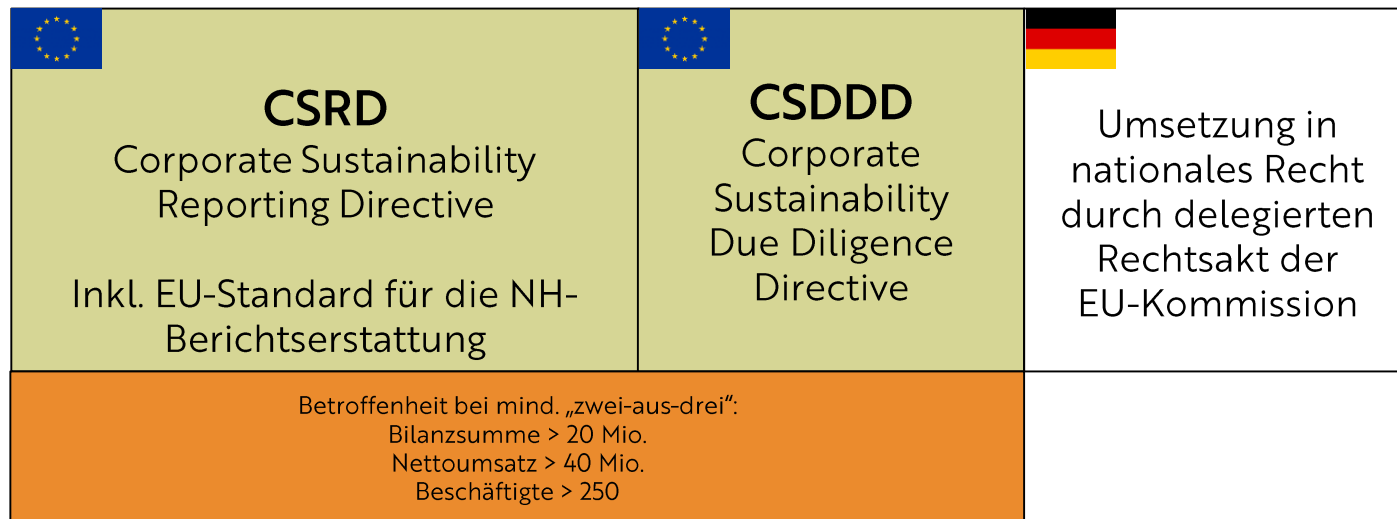 CSRD
Corporate Sustainability
Reporting Directive
Inkl. EU-Standard für die NH-
Berichtserstattung
CSDDD
Corporate
Sustainability
Due Diligence
Directive
Umsetzung in
nationales Recht
durch delegierten
Rechtsakt der
EU-Kommission
Betroffenheit bei mind. „zwei-aus-drei“:
Bilanzsumme > 20 Mio.
Nettoumsatz > 40 Mio.
Beschäftigte > 250